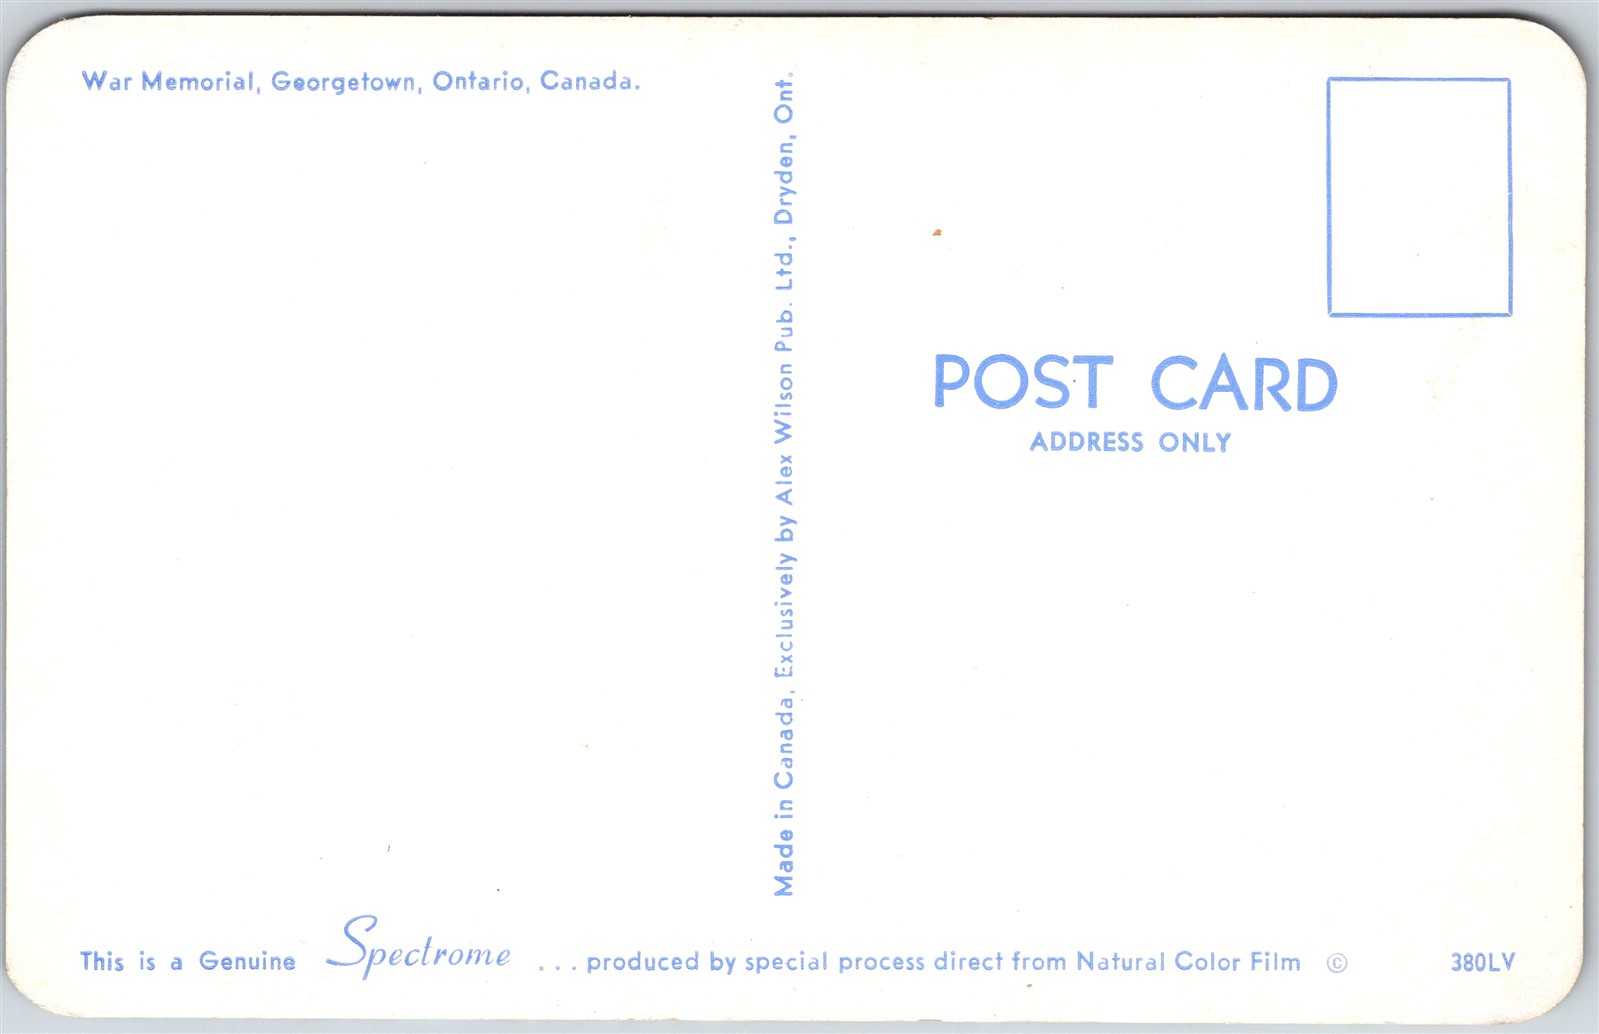 War Memorial, Georgetown, Ontario, Canada.
Made in Canada, Exclusively by Alex Wilson Pub. Ltd., Dryden, Ont.
POST CARD
ADDRESS ONLY
This is a Genuine Spectrome ... produced by special process direct from Natural Color Film © 380LV